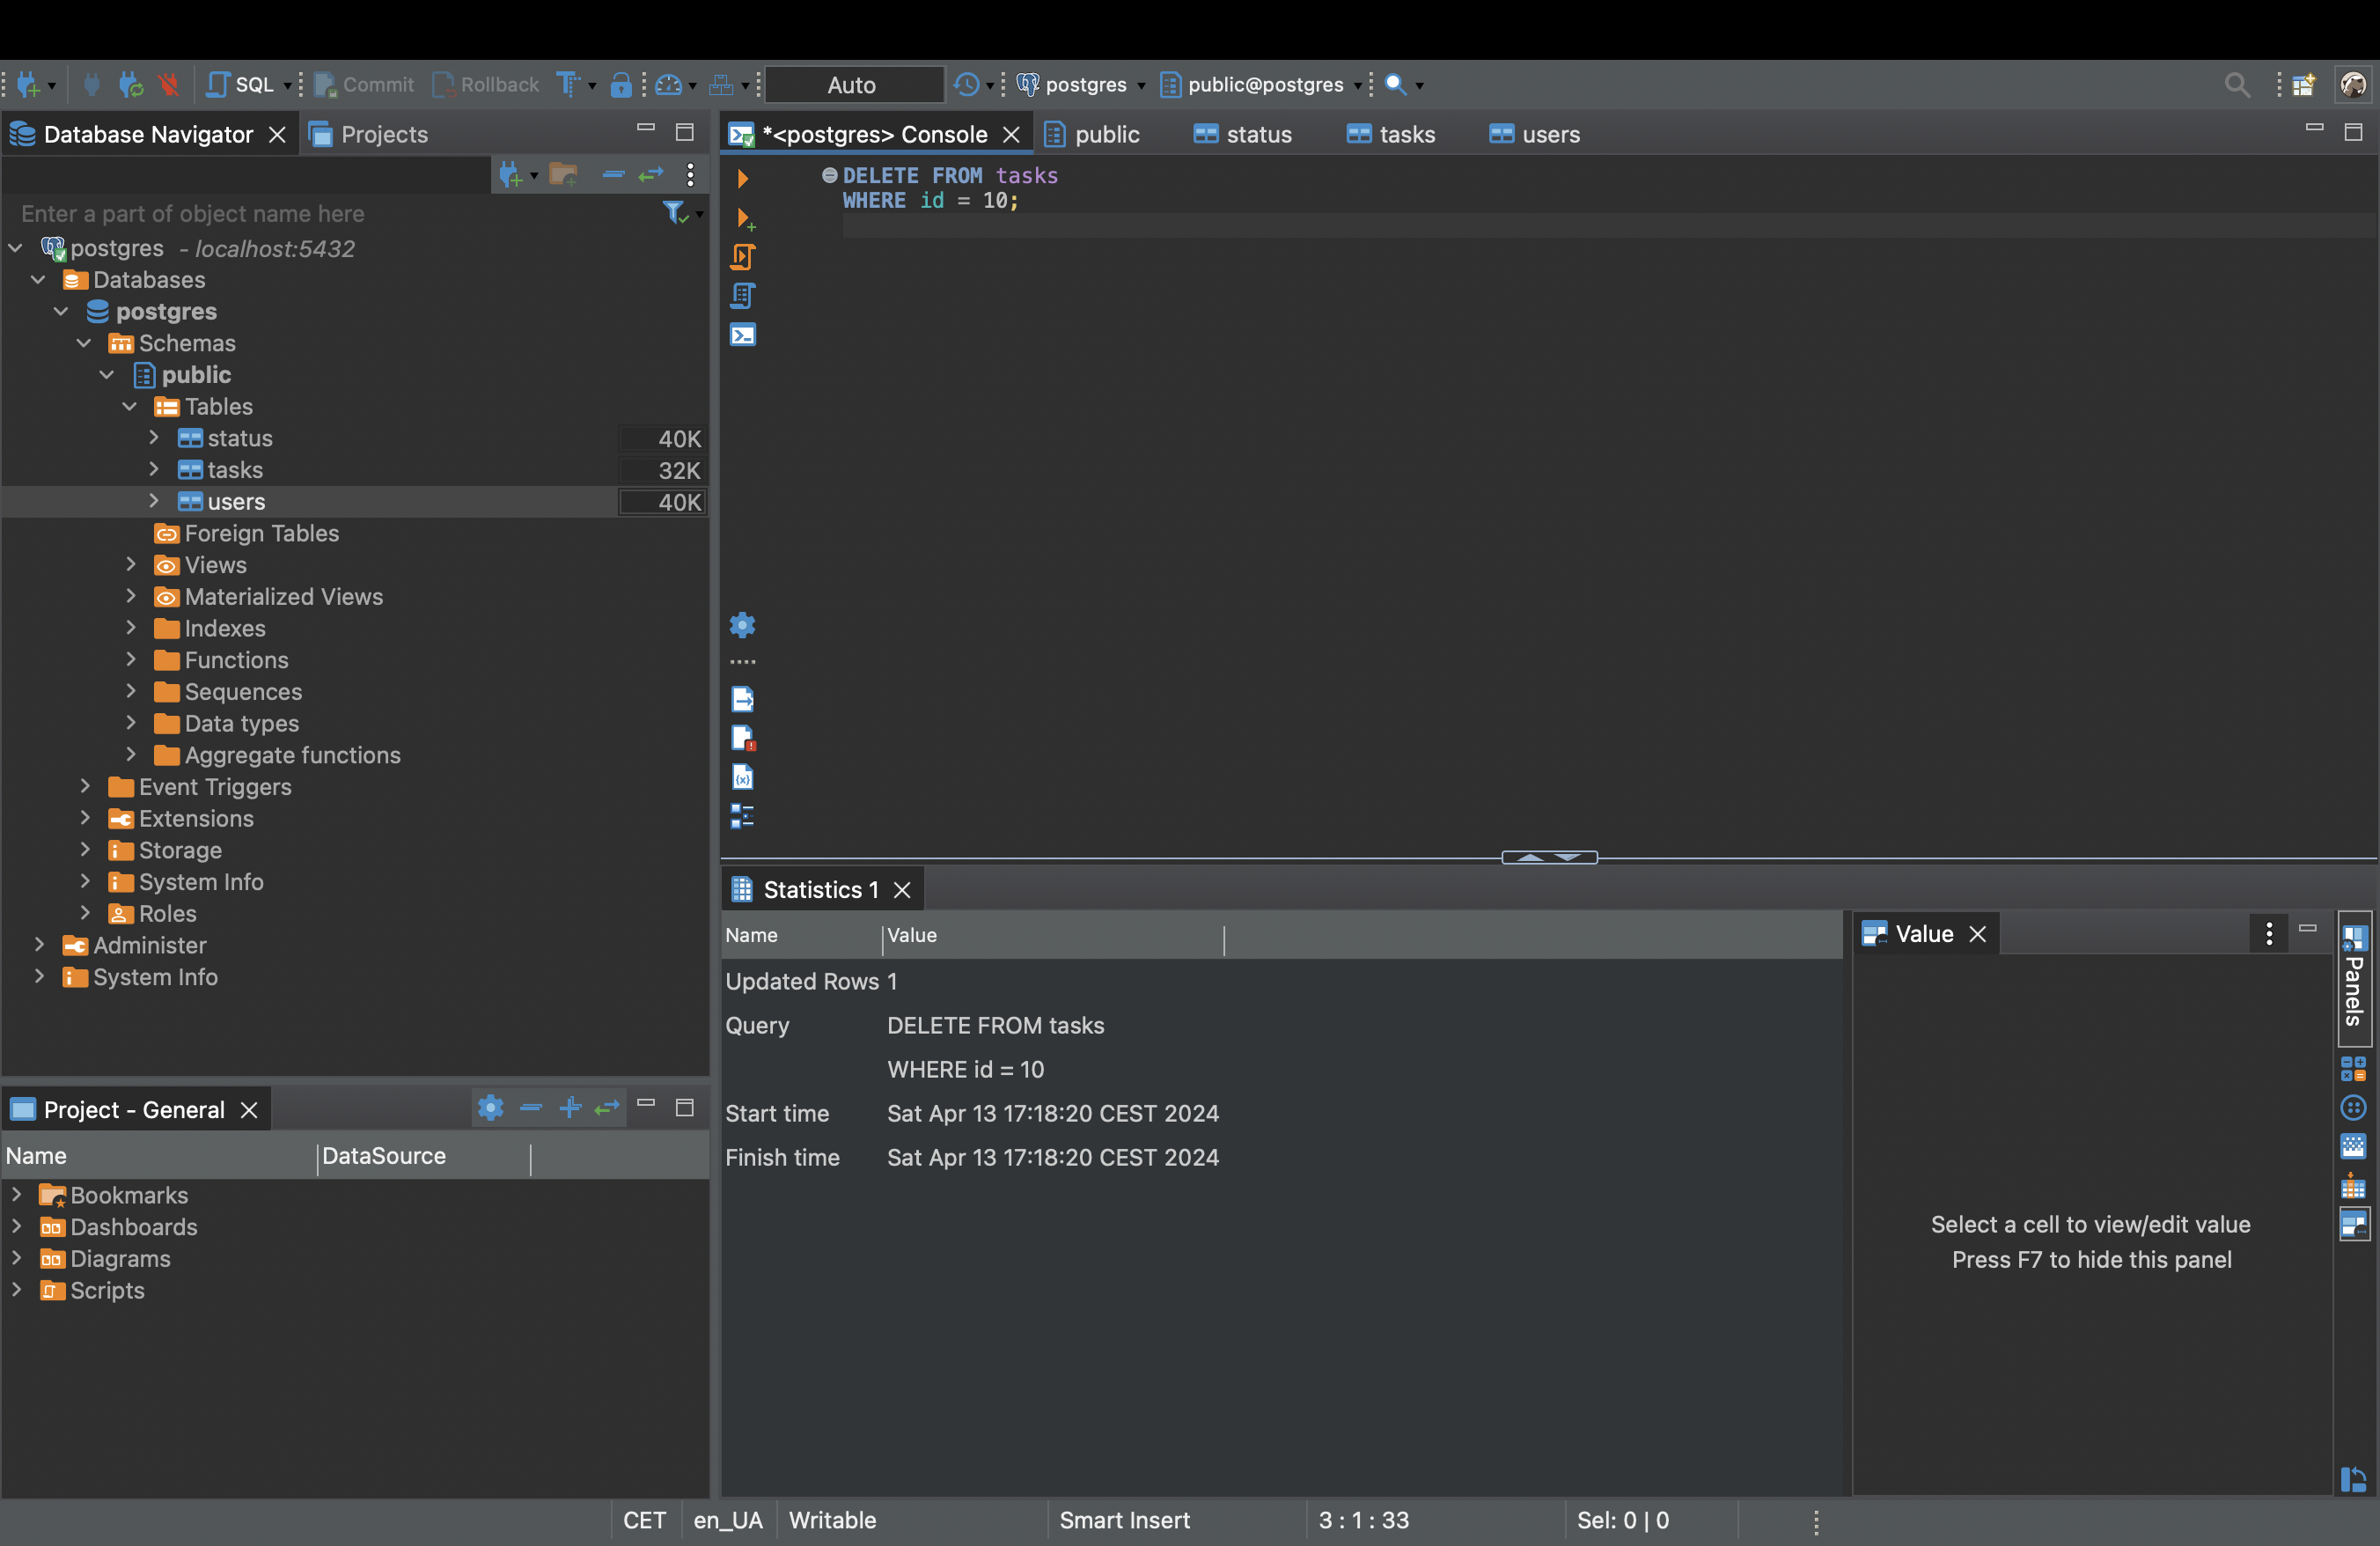 SQL Commit Rollback Auto postgres public@postgres
Database Navigator Projects
*<postgres> Console public status tasks users
Enter a part of object name here
postgres - localhost:5432
Databases
postgres
Schemas
public
Tables
status 40K
tasks 32K
users 40K
Foreign Tables
Views
Materialized Views
Indexes
Functions
Sequences
Data types
Aggregate functions
Event Triggers
Extensions
Storage
System Info
Roles
Administer
System Info
DELETE FROM tasks
WHERE id = 10;
Project - General
Name DataSource
Bookmarks
Dashboards
Diagrams
Scripts
Statistics 1
Name Value
Updated Rows 1
Query DELETE FROM tasks
WHERE id = 10
Start time Sat Apr 13 17:18:20 CEST 2024
Finish time Sat Apr 13 17:18:20 CEST 2024
Value
Select a cell to view/edit value
Press F7 to hide this panel
Panels
CET en_UA Writable Smart Insert 3 : 1 : 33 Sel: 0 | 0